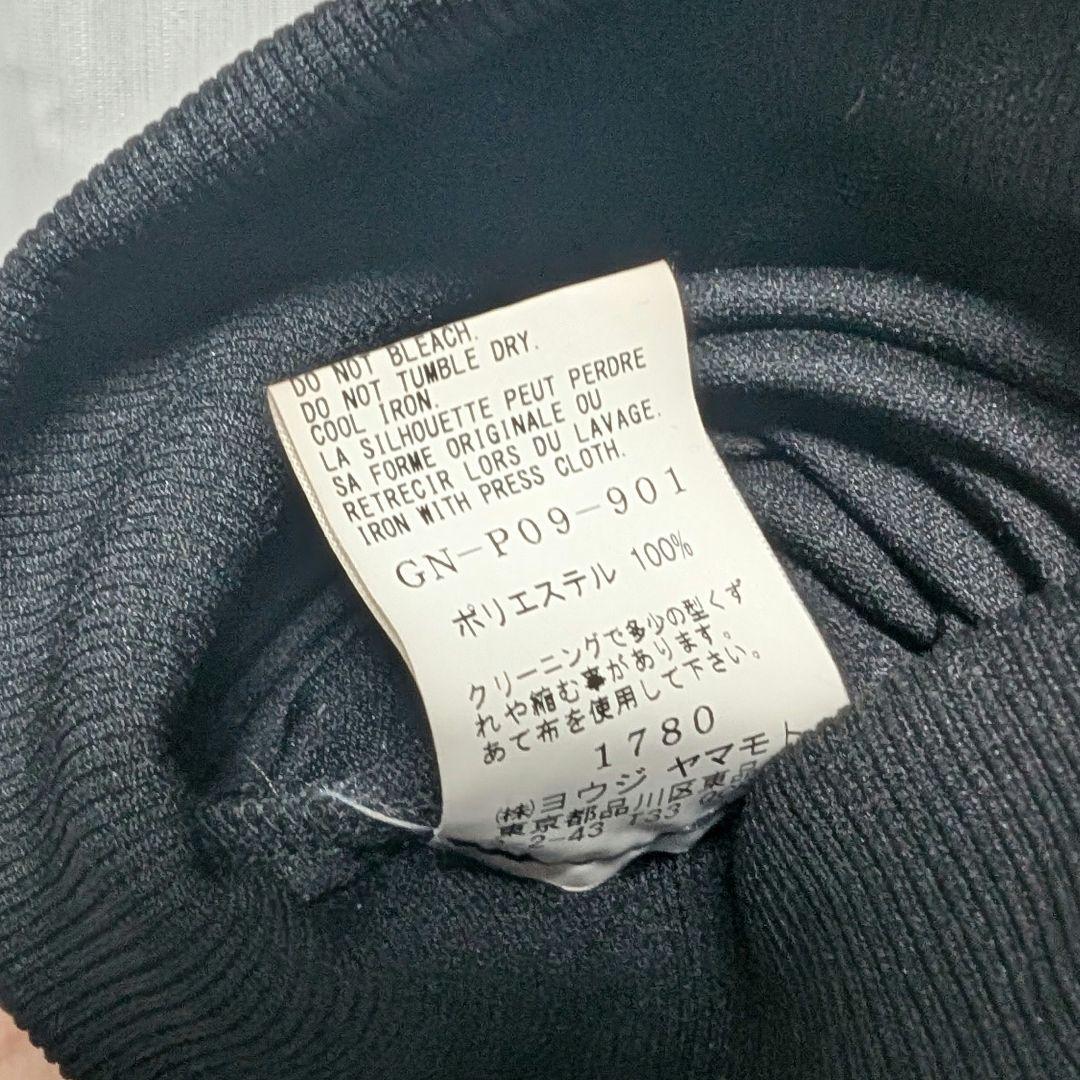 DO NOT BLEACH.
DO NOT TUMBLE DRY.
COOL IRON.
LA SILHOUETTE PEUT PERDRE
SA FORME ORIGINALE OU
RETRECIR LORS DU LAVAGE.
IRON WITH PRESS CLOTH.
GN-P09-901
ポリエステル 100%
クリーニングで多少の型くず
れや縮む事があります。
あて布を使用して下さい。
1780
(株)ヨウジ ヤマモト
東京都品川区東品
2-43 T33